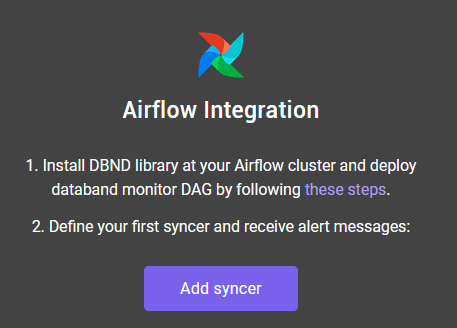 Airflow Integration
1. Install DBND library at your Airflow cluster and deploy
databand monitor DAG by following these steps.
2. Define your first syncer and receive alert messages:
Add syncer